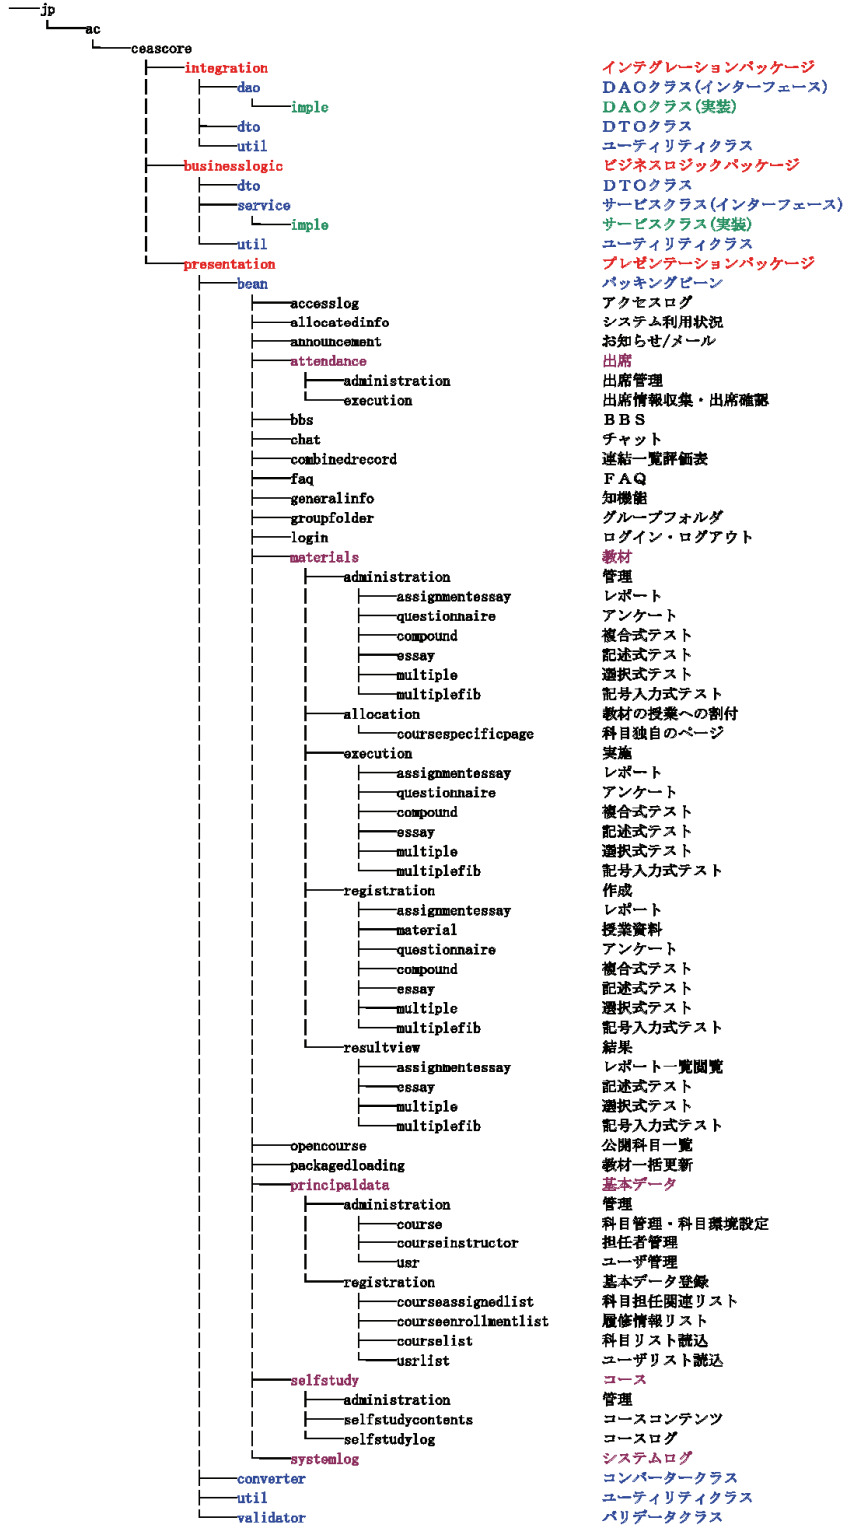 jp
ac
ceascore
integration インテグレーションパッケージ
dao DAOクラス(インターフェース)
imple DAOクラス(実装)
dto DTOクラス
util ユーティリティクラス
businesslogic ビジネスロジックパッケージ
dto DTOクラス
service サービスクラス(インターフェース)
imple サービスクラス(実装)
util ユーティリティクラス
presentation プレゼンテーションパッケージ
bean バッキングビーン
accesslog アクセスログ
allocatedinfo システム利用状況
announcement お知らせ/メール
attendance 出席
administration 出席管理
execution 出席情報収集・出席確認
bbs BBS
chat チャット
combinedrecord 連結一覧評価表
faq FAQ
generalinfo 知機能
groupfolder グループフォルダ
login ログイン・ログアウト
materials 教材
administration 管理
assignmentessay レポート
questionnaire アンケート
compound 複合式テスト
essay 記述式テスト
multiple 選択式テスト
multiplefib 記号入力式テスト
allocation 教材の授業への割付
coursespecificpage 科目独自のページ
execution 実施
assignmentessay レポート
questionnaire アンケート
compound 複合式テスト
essay 記述式テスト
multiple 選択式テスト
multiplefib 記号入力式テスト
registration 作成
assignmentessay レポート
material 授業資料
questionnaire アンケート
compound 複合式テスト
essay 記述式テスト
multiple 選択式テスト
multiplefib 記号入力式テスト
resultview 結果
assignmentessay レポート一覧閲覧
essay 記述式テスト
multiple 選択式テスト
multiplefib 記号入力式テスト
opencourse 公開科目一覧
packagedloading 教材一括更新
principaldata 基本データ
administration 管理
course 科目管理・科目環境設定
courseinstructor 担任者管理
usr ユーザ管理
registration 基本データ登録
courseassignedlist 科目担任関連リスト
courseenrollmentlist 履修情報リスト
courselist 科目リスト読込
usrlist ユーザリスト読込
selfstudy コース
administration 管理
selfstudycontents コースコンテンツ
selfstudylog コースログ
systemlog システムログ
converter コンバータークラス
util ユーティリティクラス
validator バリデータクラス